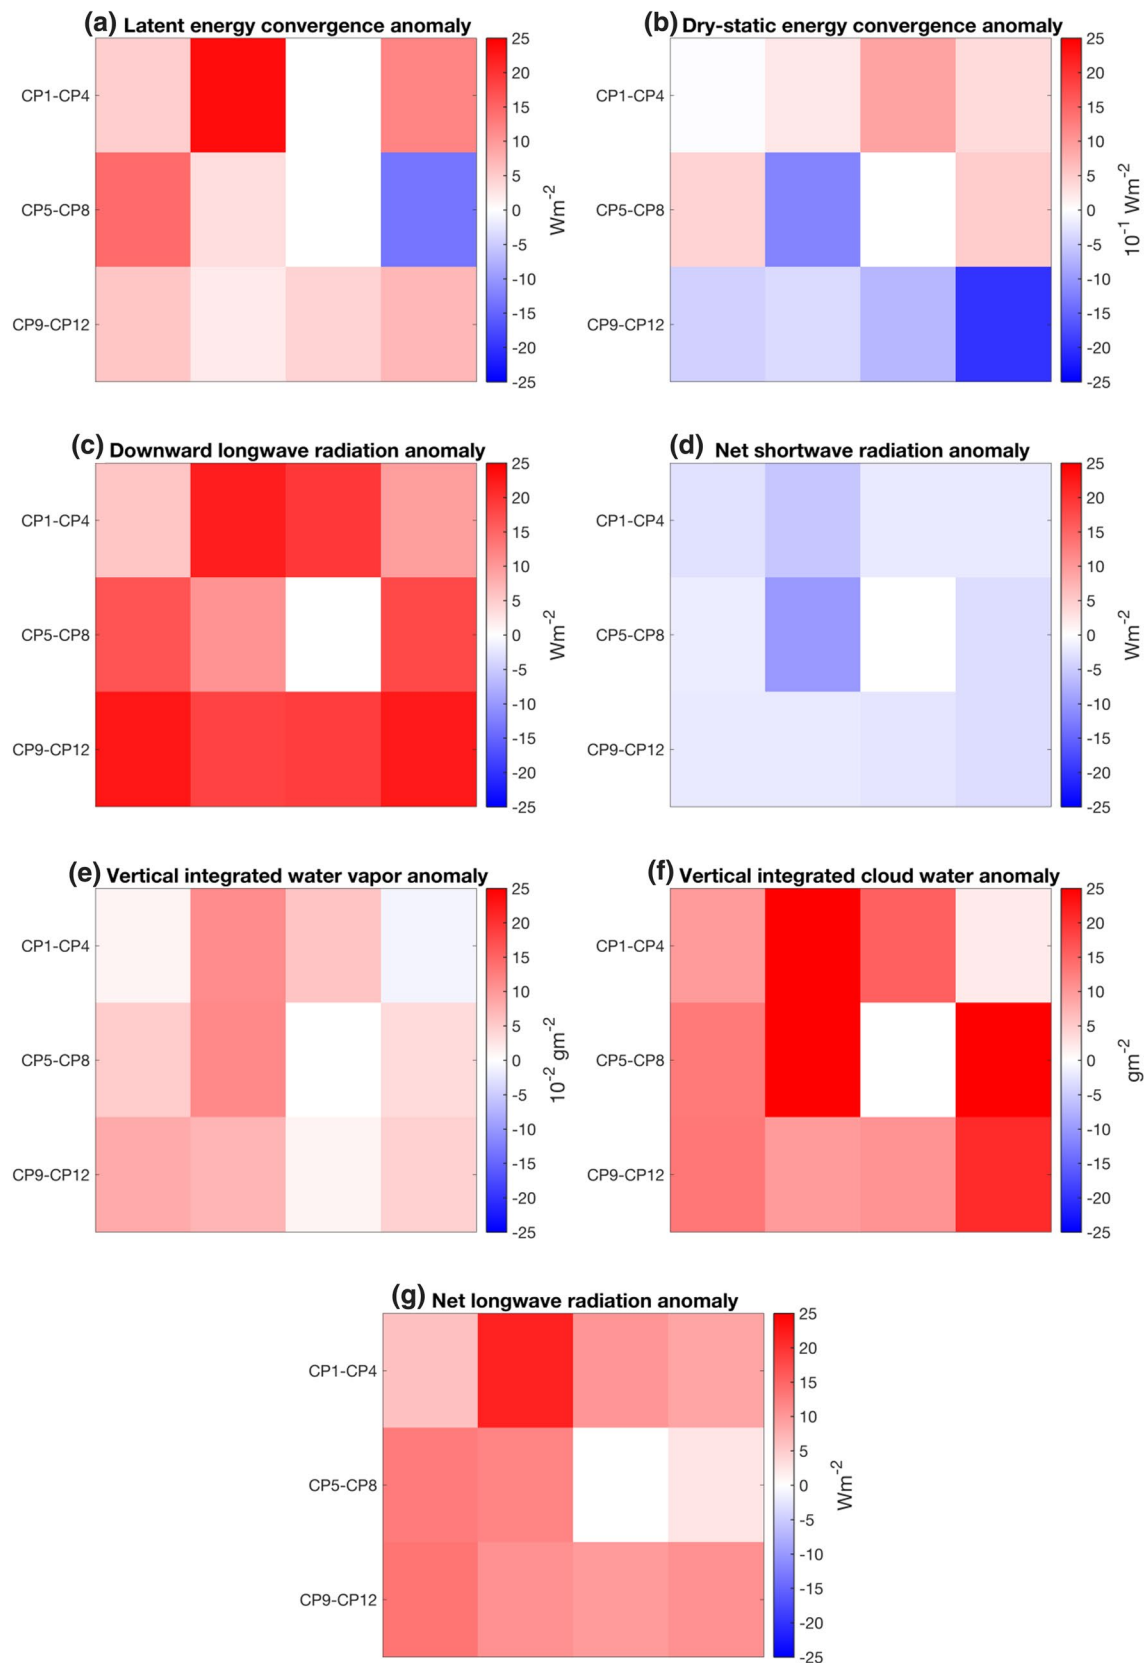 (a) Latent energy convergence anomaly
CP1-CP4
CP5-CP8
CP9-CP12
25
20
15
10
5
0
-5
-10
-15
-20
-25
Wm-2
(b) Dry-static energy convergence anomaly
CP1-CP4
CP5-CP8
CP9-CP12
25
20
15
10
5
0
-5
-10
-15
-20
-25
10-1 Wm-2
(c) Downward longwave radiation anomaly
CP1-CP4
CP5-CP8
CP9-CP12
25
20
15
10
5
0
-5
-10
-15
-20
-25
Wm-2
(d) Net shortwave radiation anomaly
CP1-CP4
CP5-CP8
CP9-CP12
25
20
15
10
5
0
-5
-10
-15
-20
-25
Wm-2
(e) Vertical integrated water vapor anomaly
CP1-CP4
CP5-CP8
CP9-CP12
25
20
15
10
5
0
-5
-10
-15
-20
-25
10-2 gm-2
(f) Vertical integrated cloud water anomaly
CP1-CP4
CP5-CP8
CP9-CP12
25
20
15
10
5
0
-5
-10
-15
-20
-25
gm-2
(g) Net longwave radiation anomaly
CP1-CP4
CP5-CP8
CP9-CP12
25
20
15
10
5
0
-5
-10
-15
-20
-25
Wm-2